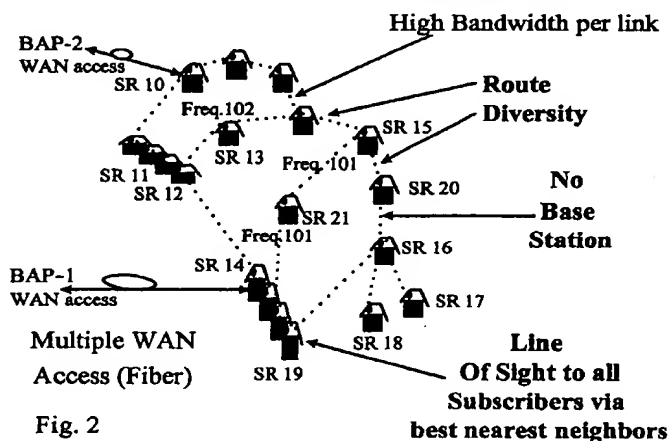 High Bandwidth per link
BAP-2
WAN access
SR 10
Route
Diversity
Freq.102
SR 15
SR 13
Freq.101
SR 11
SR 12
SR 20
No
Base
Station
SR 21
Freq.101
SR 16
SR 14
BAP-1
WAN access
SR 17
SR 18
Multiple WAN
Access (Fiber)
SR 19
Line
Of Sight to all
Subscribers via
best nearest neighbors
Fig. 2